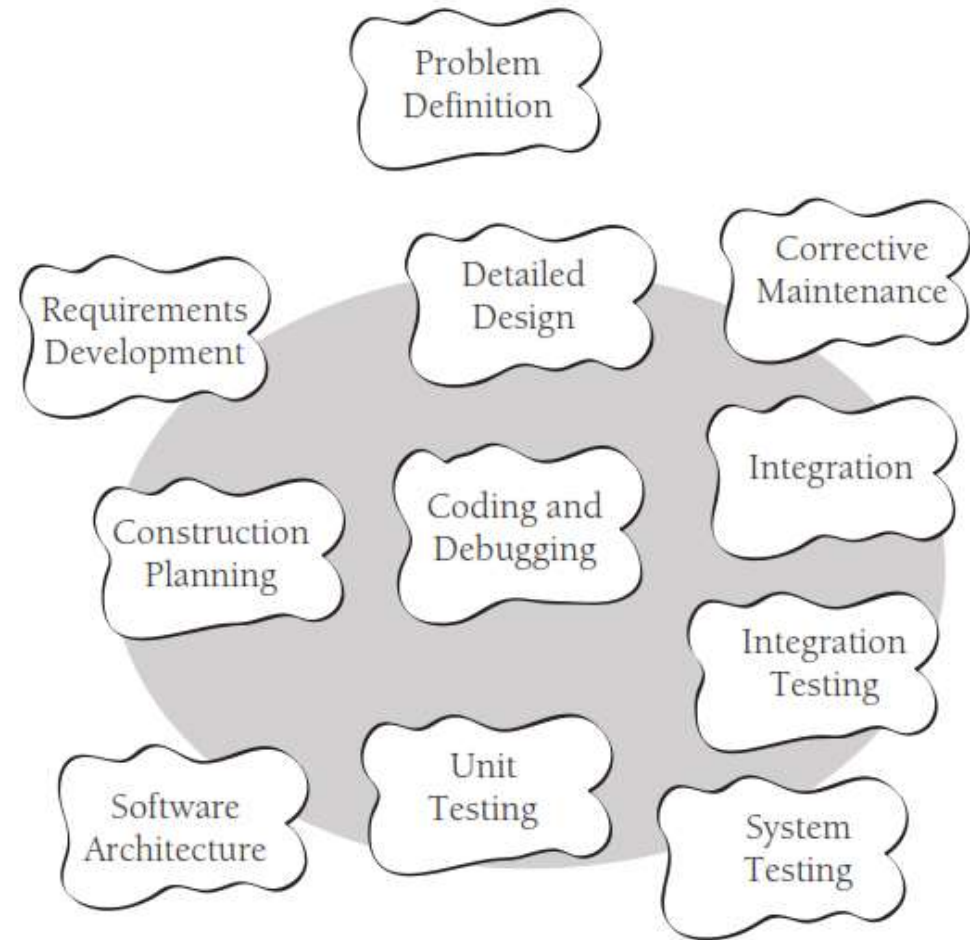 Problem
Definition
Requirements
Development
Detailed
Design
Corrective
Maintenance
Construction
Planning
Coding and
Debugging
Integration
Integration
Testing
Software
Architecture
Unit
Testing
System
Testing